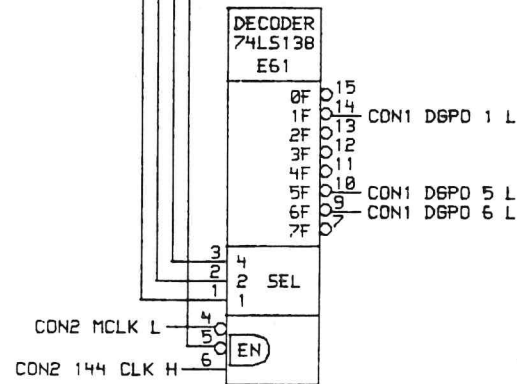 DECODER
74LS138
E61
0F 15
1F 14 CON1 DGPO 1 L
2F 13
3F 12
4F 11
5F 10 CON1 DGPO 5 L
6F 9 CON1 DGPO 6 L
7F 7
3 4
2 2 SEL
1 1
CON2 MCLK L 4
5 EN
CON2 144 CLK H 6